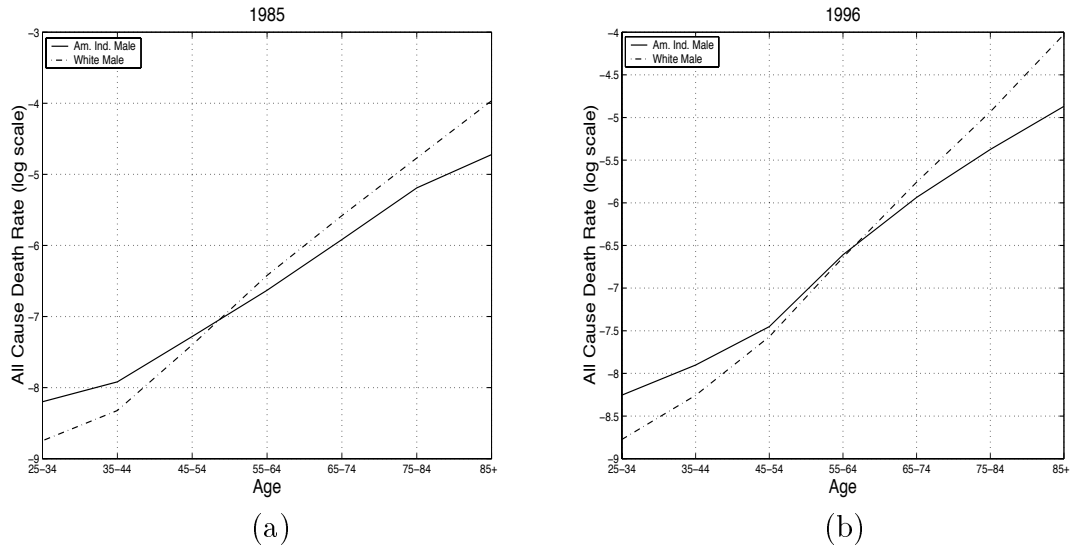 1985
Am. Ind. Male
White Male
All Cause Death Rate (log scale)
−3
−4
−5
−6
−7
−8
−9
25−34 35−44 45−54 55−64 65−74 75−84 85+
Age
(a)
1996
Am. Ind. Male
White Male
All Cause Death Rate (log scale)
−4
−4.5
−5
−5.5
−6
−6.5
−7
−7.5
−8
−8.5
−9
25−34 35−44 45−54 55−64 65−74 75−84 85+
Age
(b)